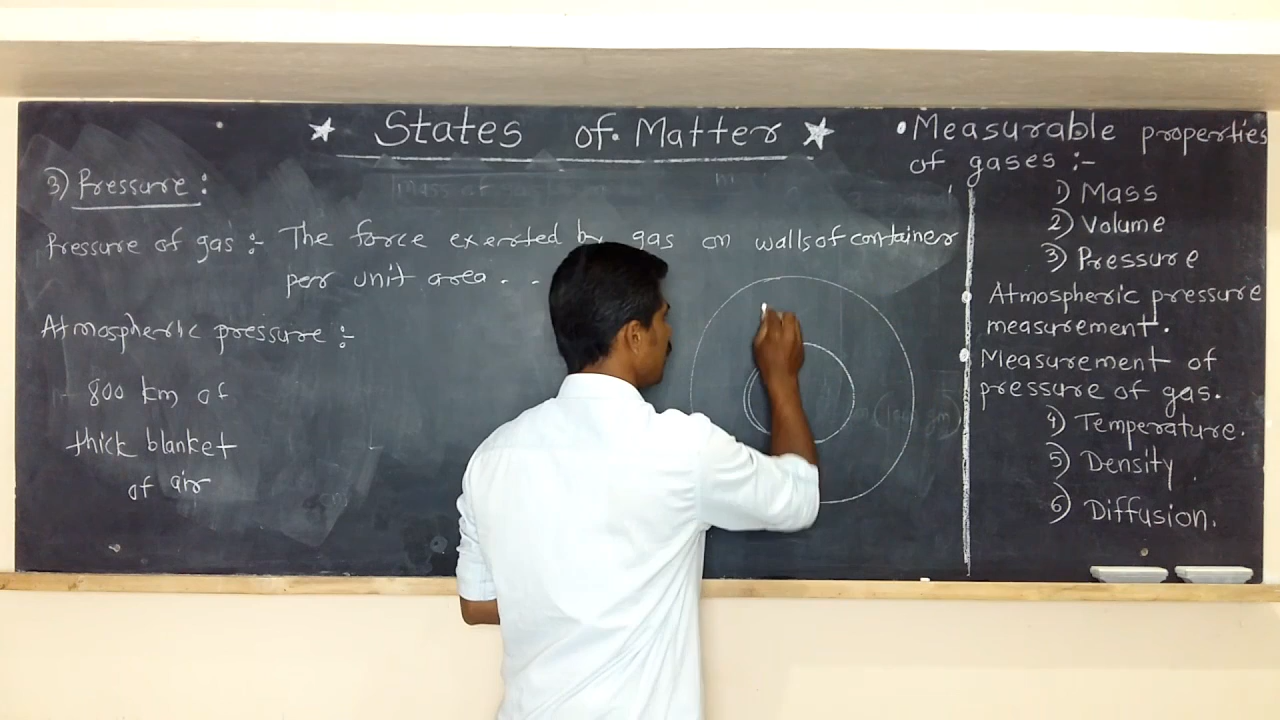 ★ States of Matter ★
3) Pressure :
Pressure of gas :- The force exerted by gas on walls of container
per unit area . .
Atmospheric pressure :-
800 km of
thick blanket
of air
• Measurable properties
of gases :-
1) Mass
2) Volume
3) Pressure
Atmospheric pressure
measurement.
Measurement of
pressure of gas.
4) Temperature.
5) Density.
6) Diffusion.